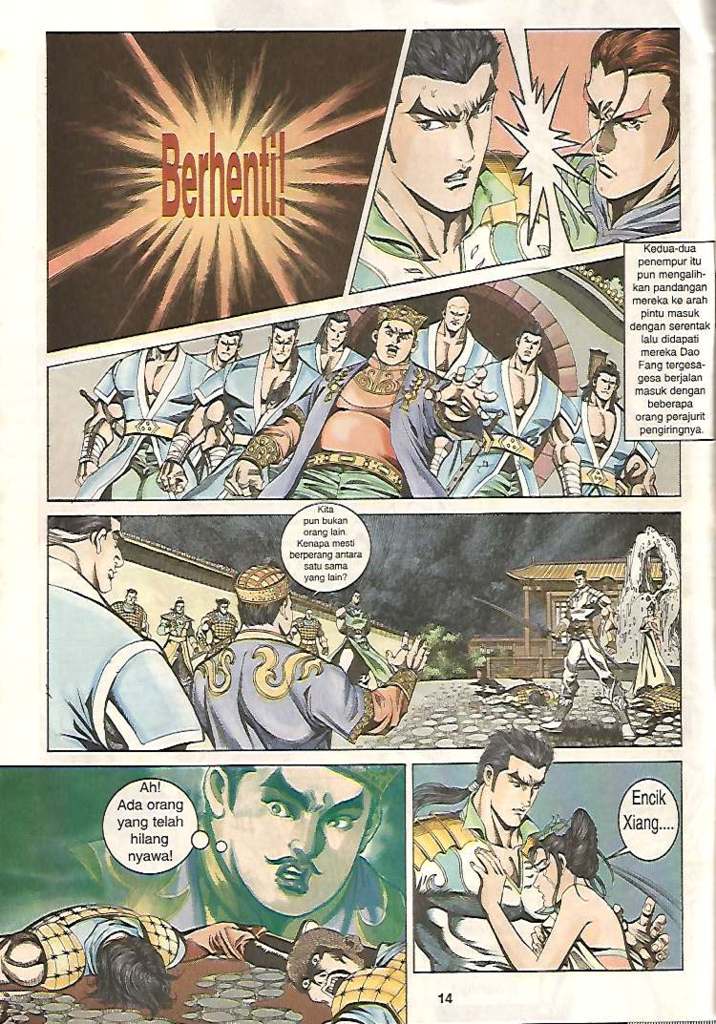 Berhenti!
Kedua-dua
penempur itu
pun mengalih-
kan pandangan
mereka ke arah
pintu masuk
dengan serentak
lalu didapati
mereka Dao
Fang tergesa-
gesa berjalan
masuk dengan
beberapa
orang perajurit
pengiringnya.
Kita
pun bukan
orang lain.
Kenapa mesti
berperang antara
satu sama
yang lain?
Ah!
Ada orang
yang telah
hilang
nyawa!
Encik
Xiang....
14